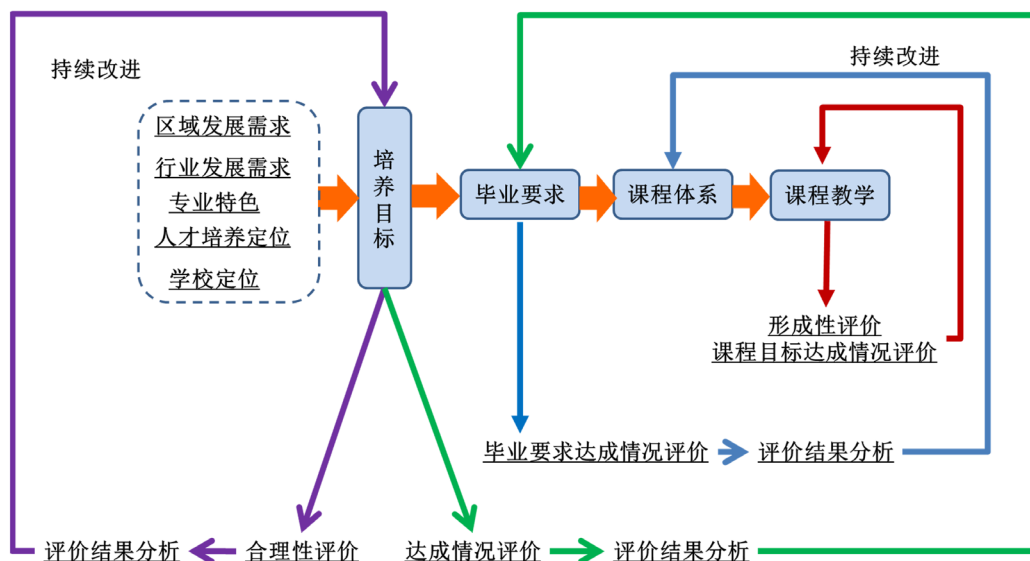 持续改进
持续改进
区域发展需求
行业发展需求
专业特色
人才培养定位
学校定位
培养目标
毕业要求
课程体系
课程教学
形成性评价
课程目标达成情况评价
毕业要求达成情况评价
评价结果分析
评价结果分析
合理性评价
达成情况评价
评价结果分析